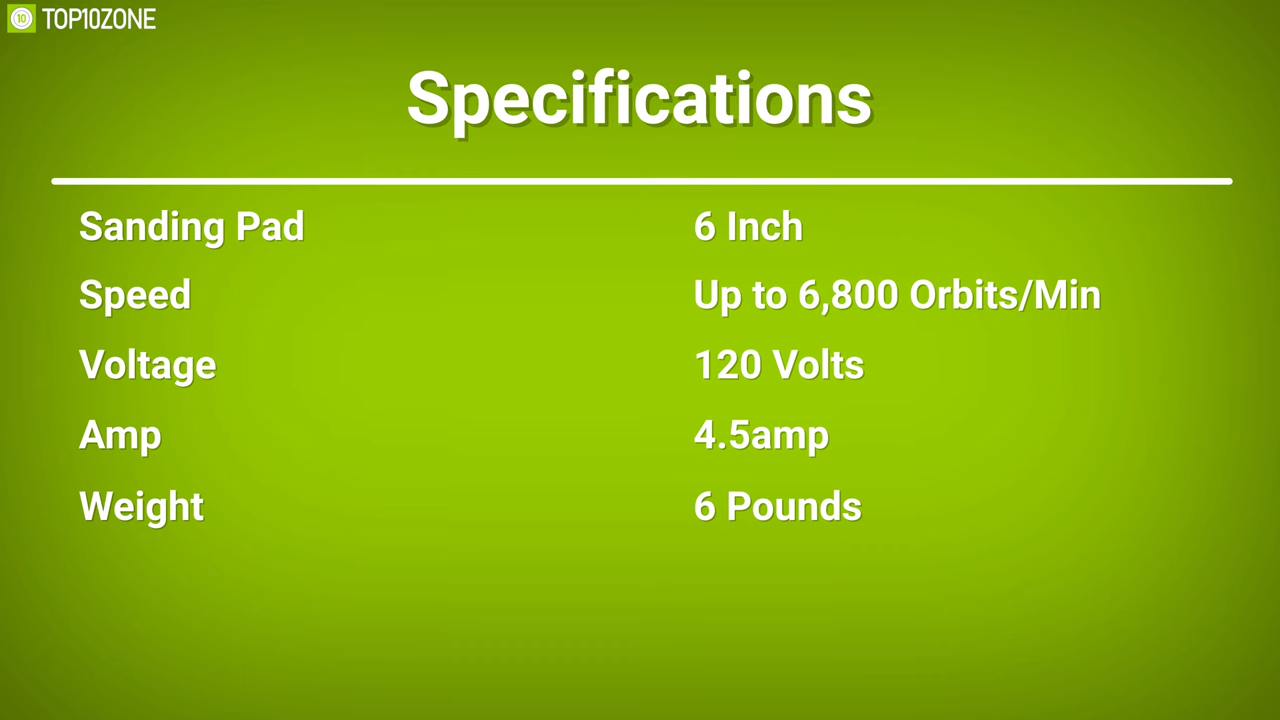 TOP10ZONE
Specifications
Sanding Pad 6 Inch
Speed Up to 6,800 Orbits/Min
Voltage 120 Volts
Amp 4.5amp
Weight 6 Pounds